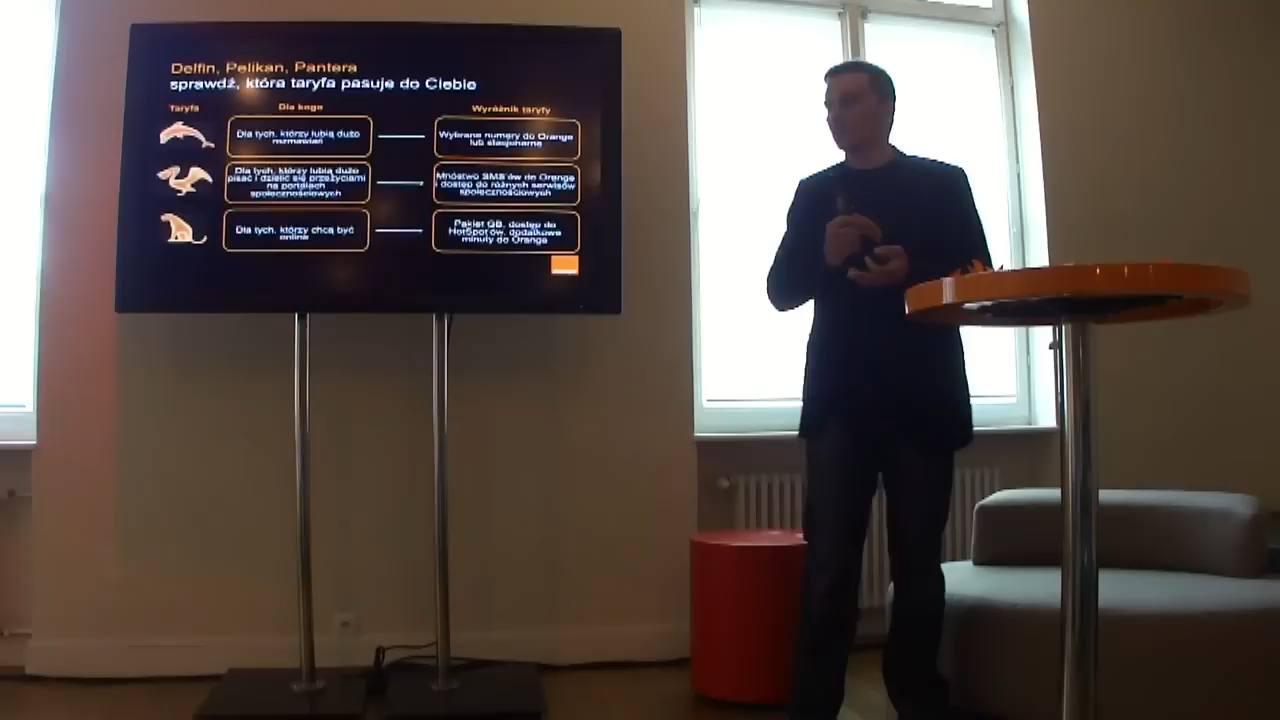 Delfin, Pelikan, Pantera
sprawdź, która taryfa pasuje do Ciebie
Taryfa Dla kogo Wyróżnik taryfy
Dla tych, którzy lubią dużo
rozmawiać
Wybrane numery do Orange
lub stacjonarne
Dla tych, którzy lubią dużo
pisać i dzielić się przeżyciami
na portalach
społecznościowych
Mnóstwo SMS'ów do Orange
i dostęp do różnych serwisów
społecznościowych
Dla tych, którzy chcą być
online
Pakiet GB, dostęp do
HotSpotów, dodatkowe
minuty do Orange